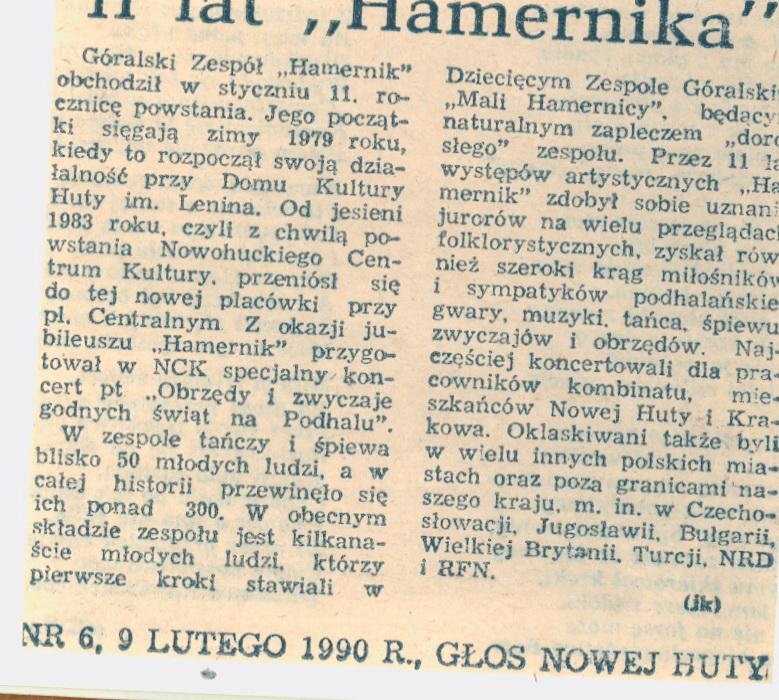 11 lat „Hamernika”
Góralski Zespół „Hamernik”
obchodził w styczniu 11. ro-
cznicę powstania. Jego począt-
ki sięgają zimy 1979 roku,
kiedy to rozpoczął swoją dzia-
łalność przy Domu Kultury
Huty im. Lenina. Od jesieni
1983 roku, czyli z chwilą po-
wstania Nowohuckiego Cen-
trum Kultury, przeniósł się
do tej nowej placówki przy
pl. Centralnym. Z okazji ju-
bileuszu „Hamernik” przygo-
tował w NCK specjalny kon-
cert pt. „Obrzędy i zwyczaje
godnych świąt na Podhalu”.
W zespole tańczy i śpiewa
blisko 50 młodych ludzi, a w
całej historii przewinęło się
ich ponad 300. W obecnym
składzie zespołu jest kilkana-
ście młodych ludzi, którzy
pierwsze kroki stawiali w
Dziecięcym Zespole Góralski
„Mali Hamernicy”, będący
naturalnym zapleczem „doro
słego” zespołu. Przez 11 la
występów artystycznych „Ha
mernik” zdobył sobie uznani
jurorów na wielu przeglądach
folklorystycznych, zyskał rów
nież szeroki krąg miłośników
i sympatyków podhalańskie
gwary, muzyki, tańca, śpiewu
zwyczajów i obrzędów. Naj-
częściej koncertowali dla pra-
cowników kombinatu, mie-
szkańców Nowej Huty i Kra-
kowa. Oklaskiwani także byli
w wielu innych polskich mia-
stach oraz poza granicami na-
szego kraju, m. in. w Czecho-
słowacji, Jugosławii, Bułgarii,
Wielkiej Brytanii, Turcji, NRD
i RFN.
(jk)
NR 6, 9 LUTEGO 1990 R., GŁOS NOWEJ HUTY